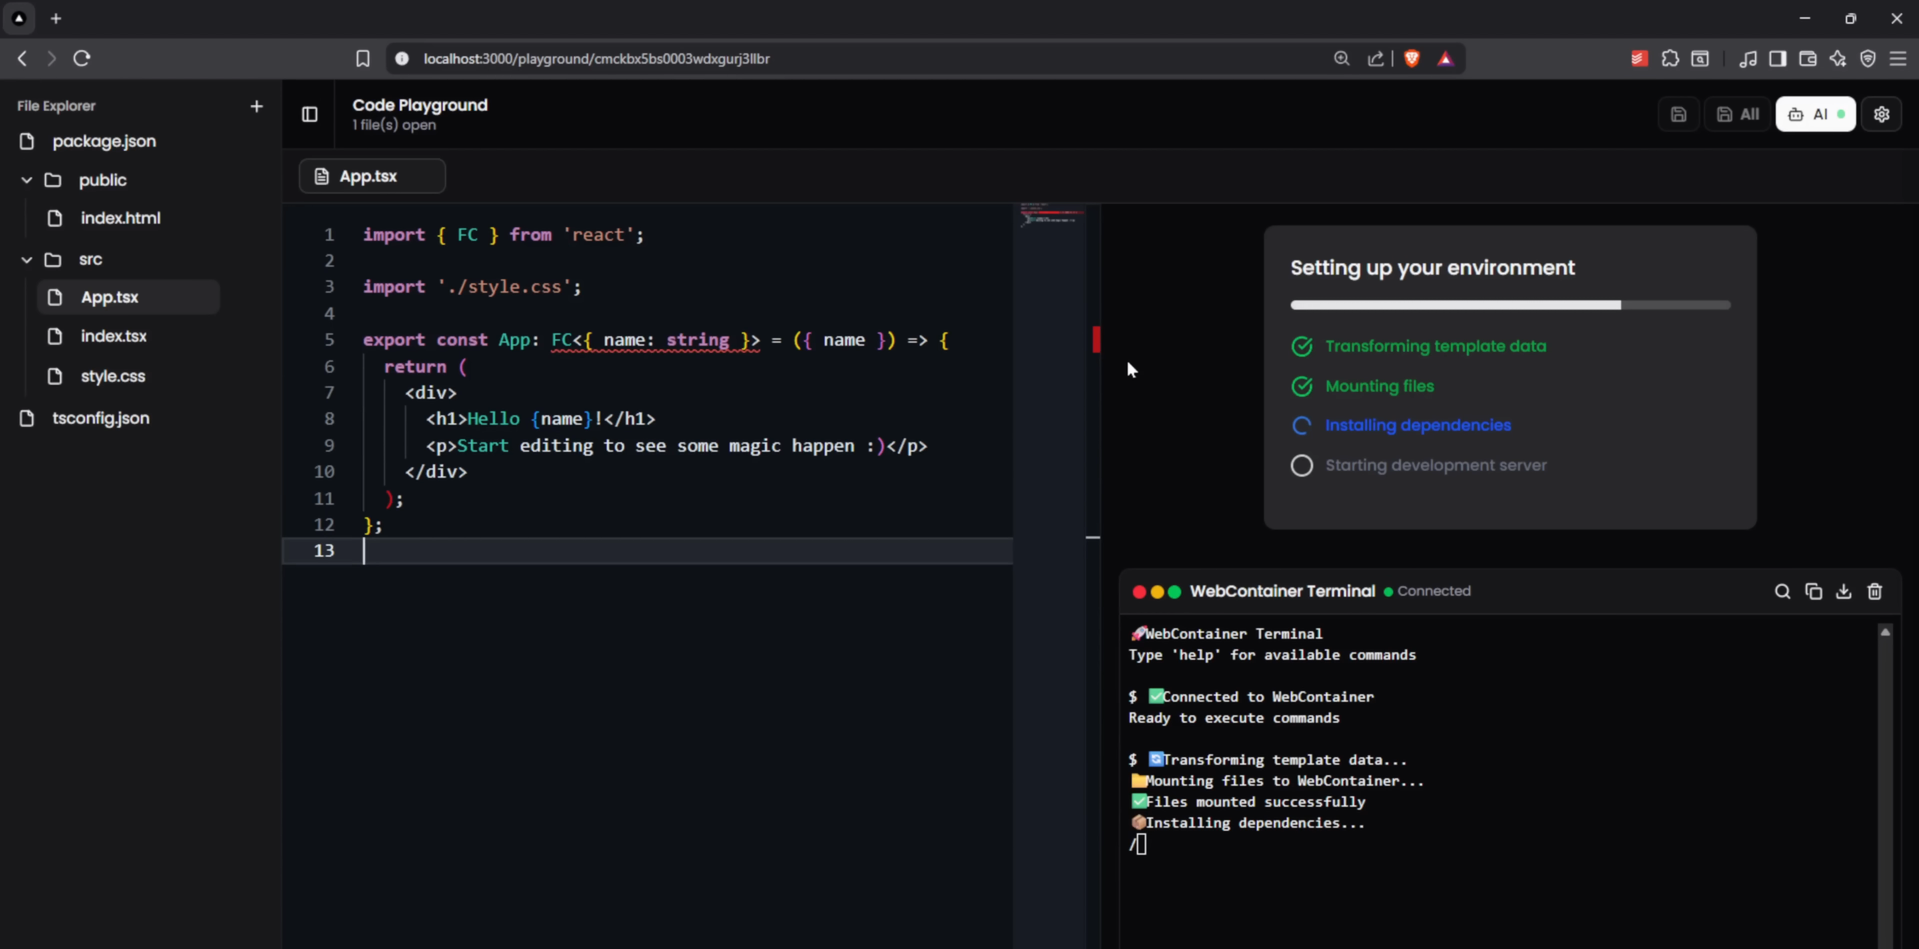 localhost:3000/playground/cmckbx5bs0003wdxgurj3llbr
File Explorer
package.json
public
index.html
src
App.tsx
index.tsx
style.css
tsconfig.json
Code Playground
1 file(s) open
All
AI
App.tsx
1 import { FC } from 'react';
2
3 import './style.css';
4
5 export const App: FC<{ name: string }> = ({ name }) => {
6 return (
7 <div>
8 <h1>Hello {name}!</h1>
9 <p>Start editing to see some magic happen :)</p>
10 </div>
11 );
12 };
13
Setting up your environment
Transforming template data
Mounting files
Installing dependencies
Starting development server
WebContainer Terminal Connected
🚀WebContainer Terminal
Type 'help' for available commands
$ ✅Connected to WebContainer
Ready to execute commands
$ 🔄Transforming template data...
📁Mounting files to WebContainer...
✅Files mounted successfully
📦Installing dependencies...
/